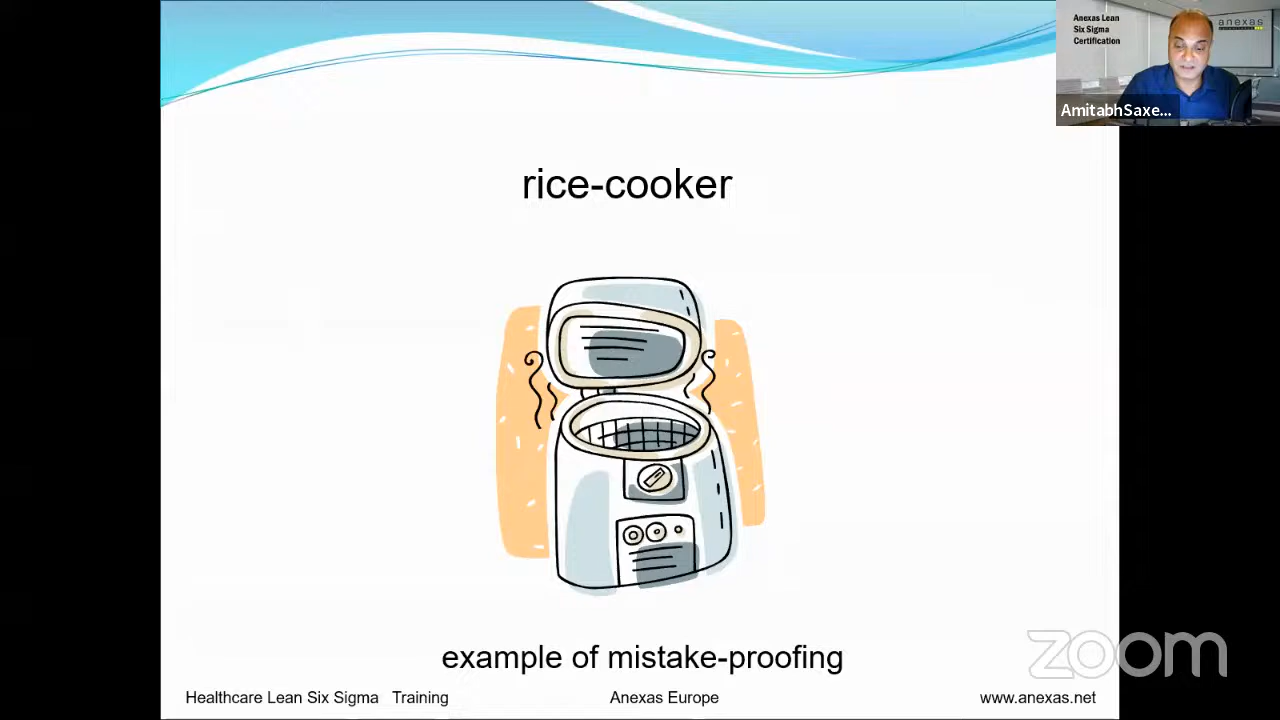 Anexas Lean
Six Sigma
Certification
anexas
AmitabhSaxe...
rice-cooker
example of mistake-proofing
zoom
Healthcare Lean Six Sigma Training
Anexas Europe
www.anexas.net